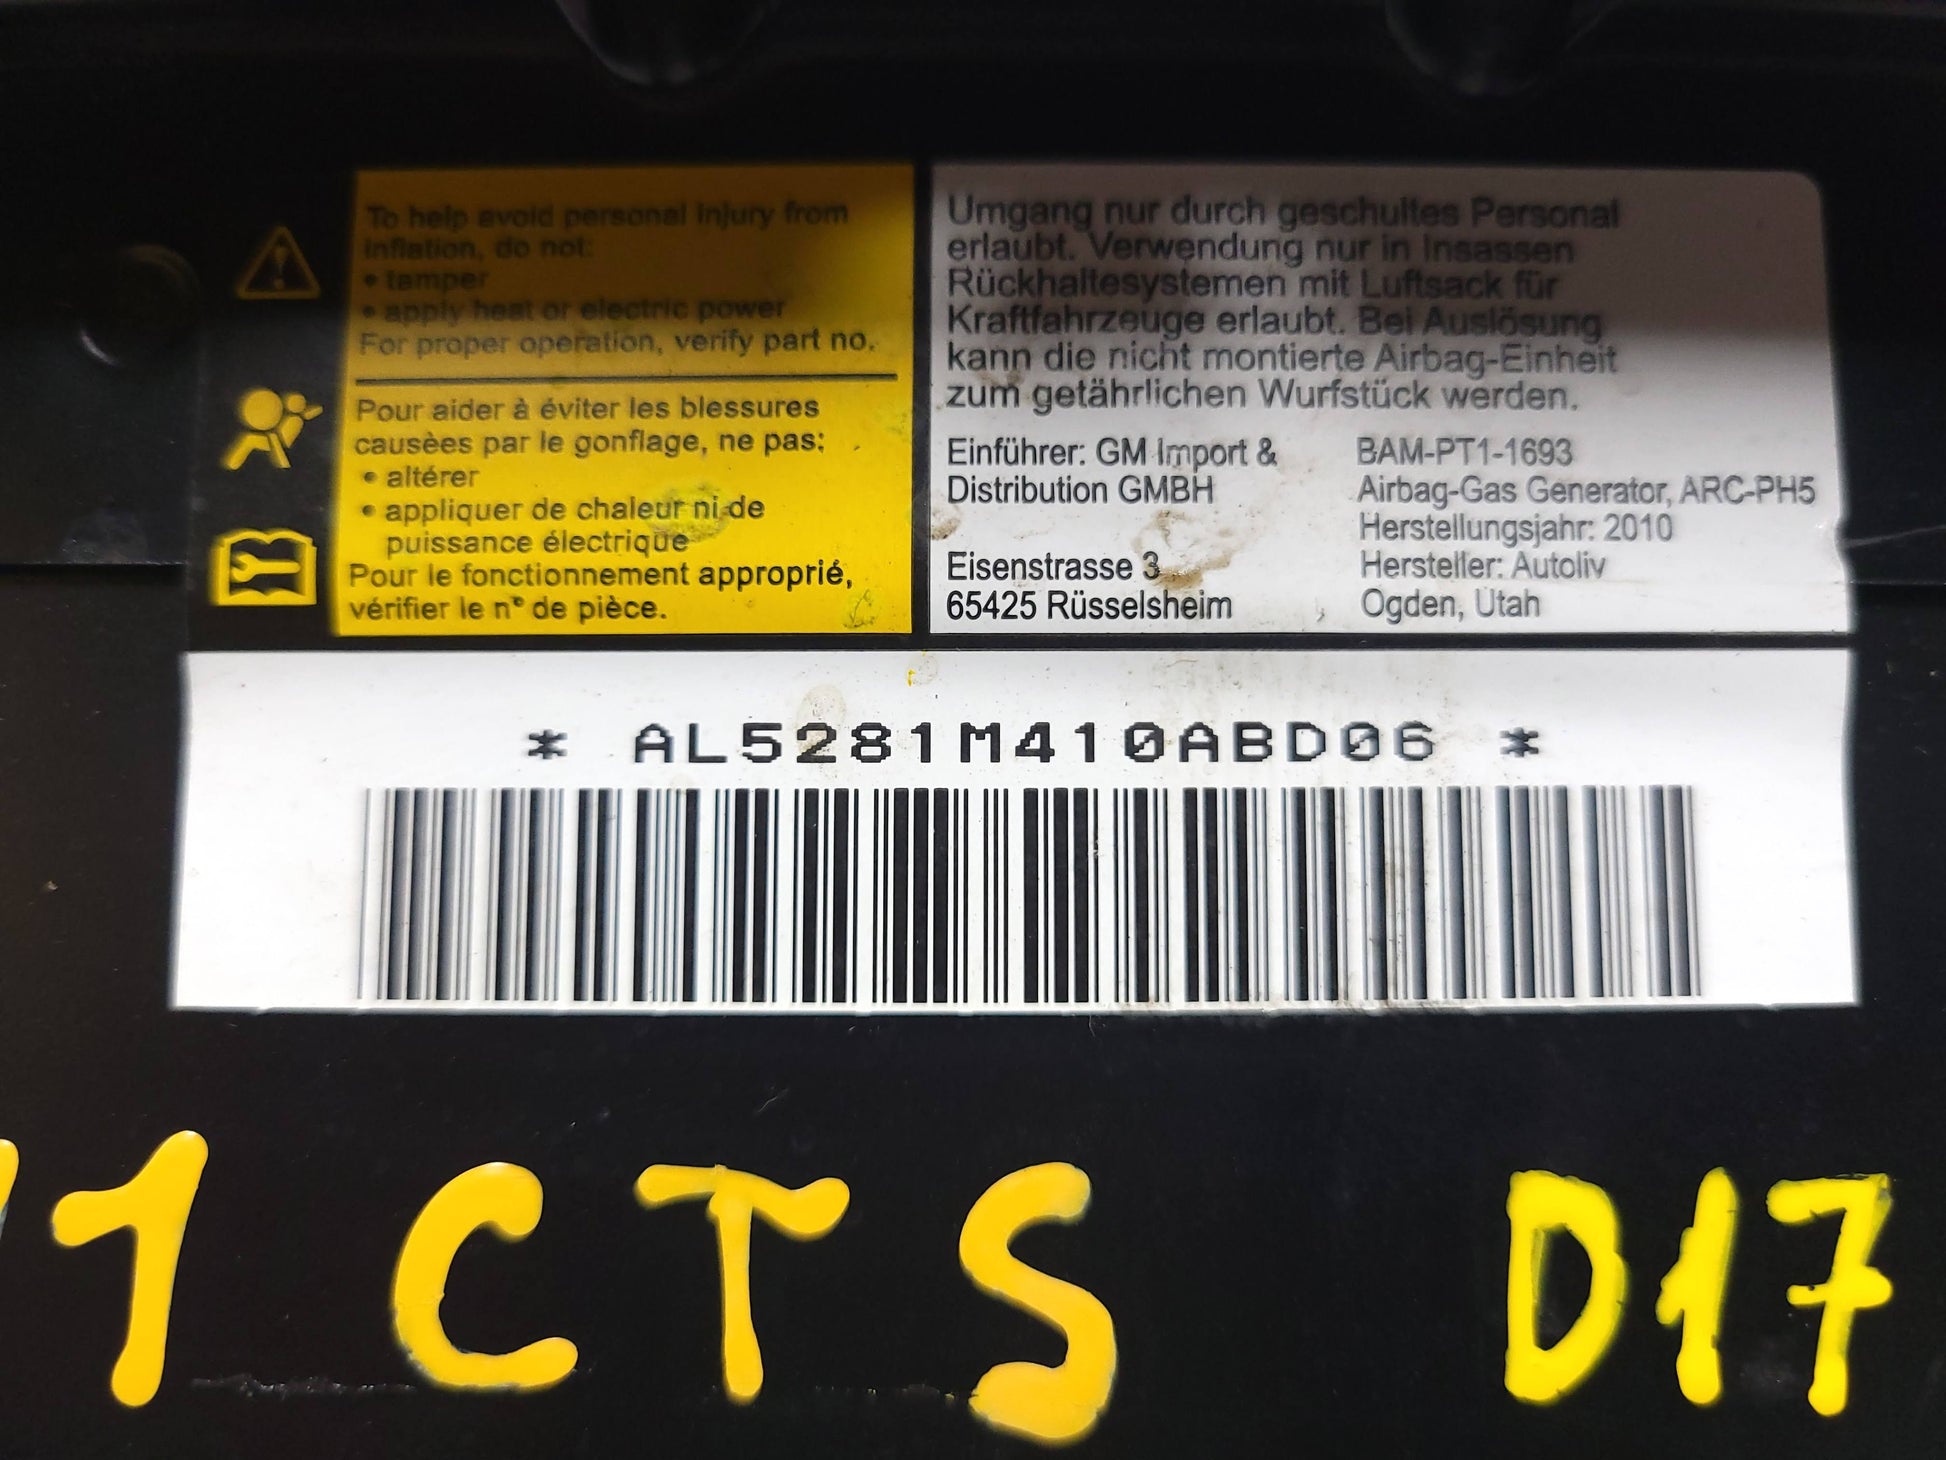 To help avoid personal injury from
inflation, do not:
• tamper
• apply heat or electric power
For proper operation, verify part no.
Pour aider à éviter les blessures
causèes par le gonflage, ne pas:
• altérer
• appliquer de chaleur ni de
puissance électrique
Pour le fonctionnement approprié,
vérifier le n° de pièce.
Umgang nur durch geschultes Personal
erlaubt. Verwendung nur in Insassen
Rückhaltesystemen mit Luftsack für
Kraftfahrzeuge erlaubt. Bei Auslösung
kann die nicht montierte Airbag-Einheit
zum getährlichen Wurfstück werden.
Einführer: GM Import &
Distribution GMBH
Eisenstrasse 3
65425 Rüsselsheim
BAM-PT1-1693
Airbag-Gas Generator, ARC-PH5
Herstellungsjahr: 2010
Hersteller: Autoliv
Ogden, Utah
* AL5281M410ABD06 *
1 CTS D17